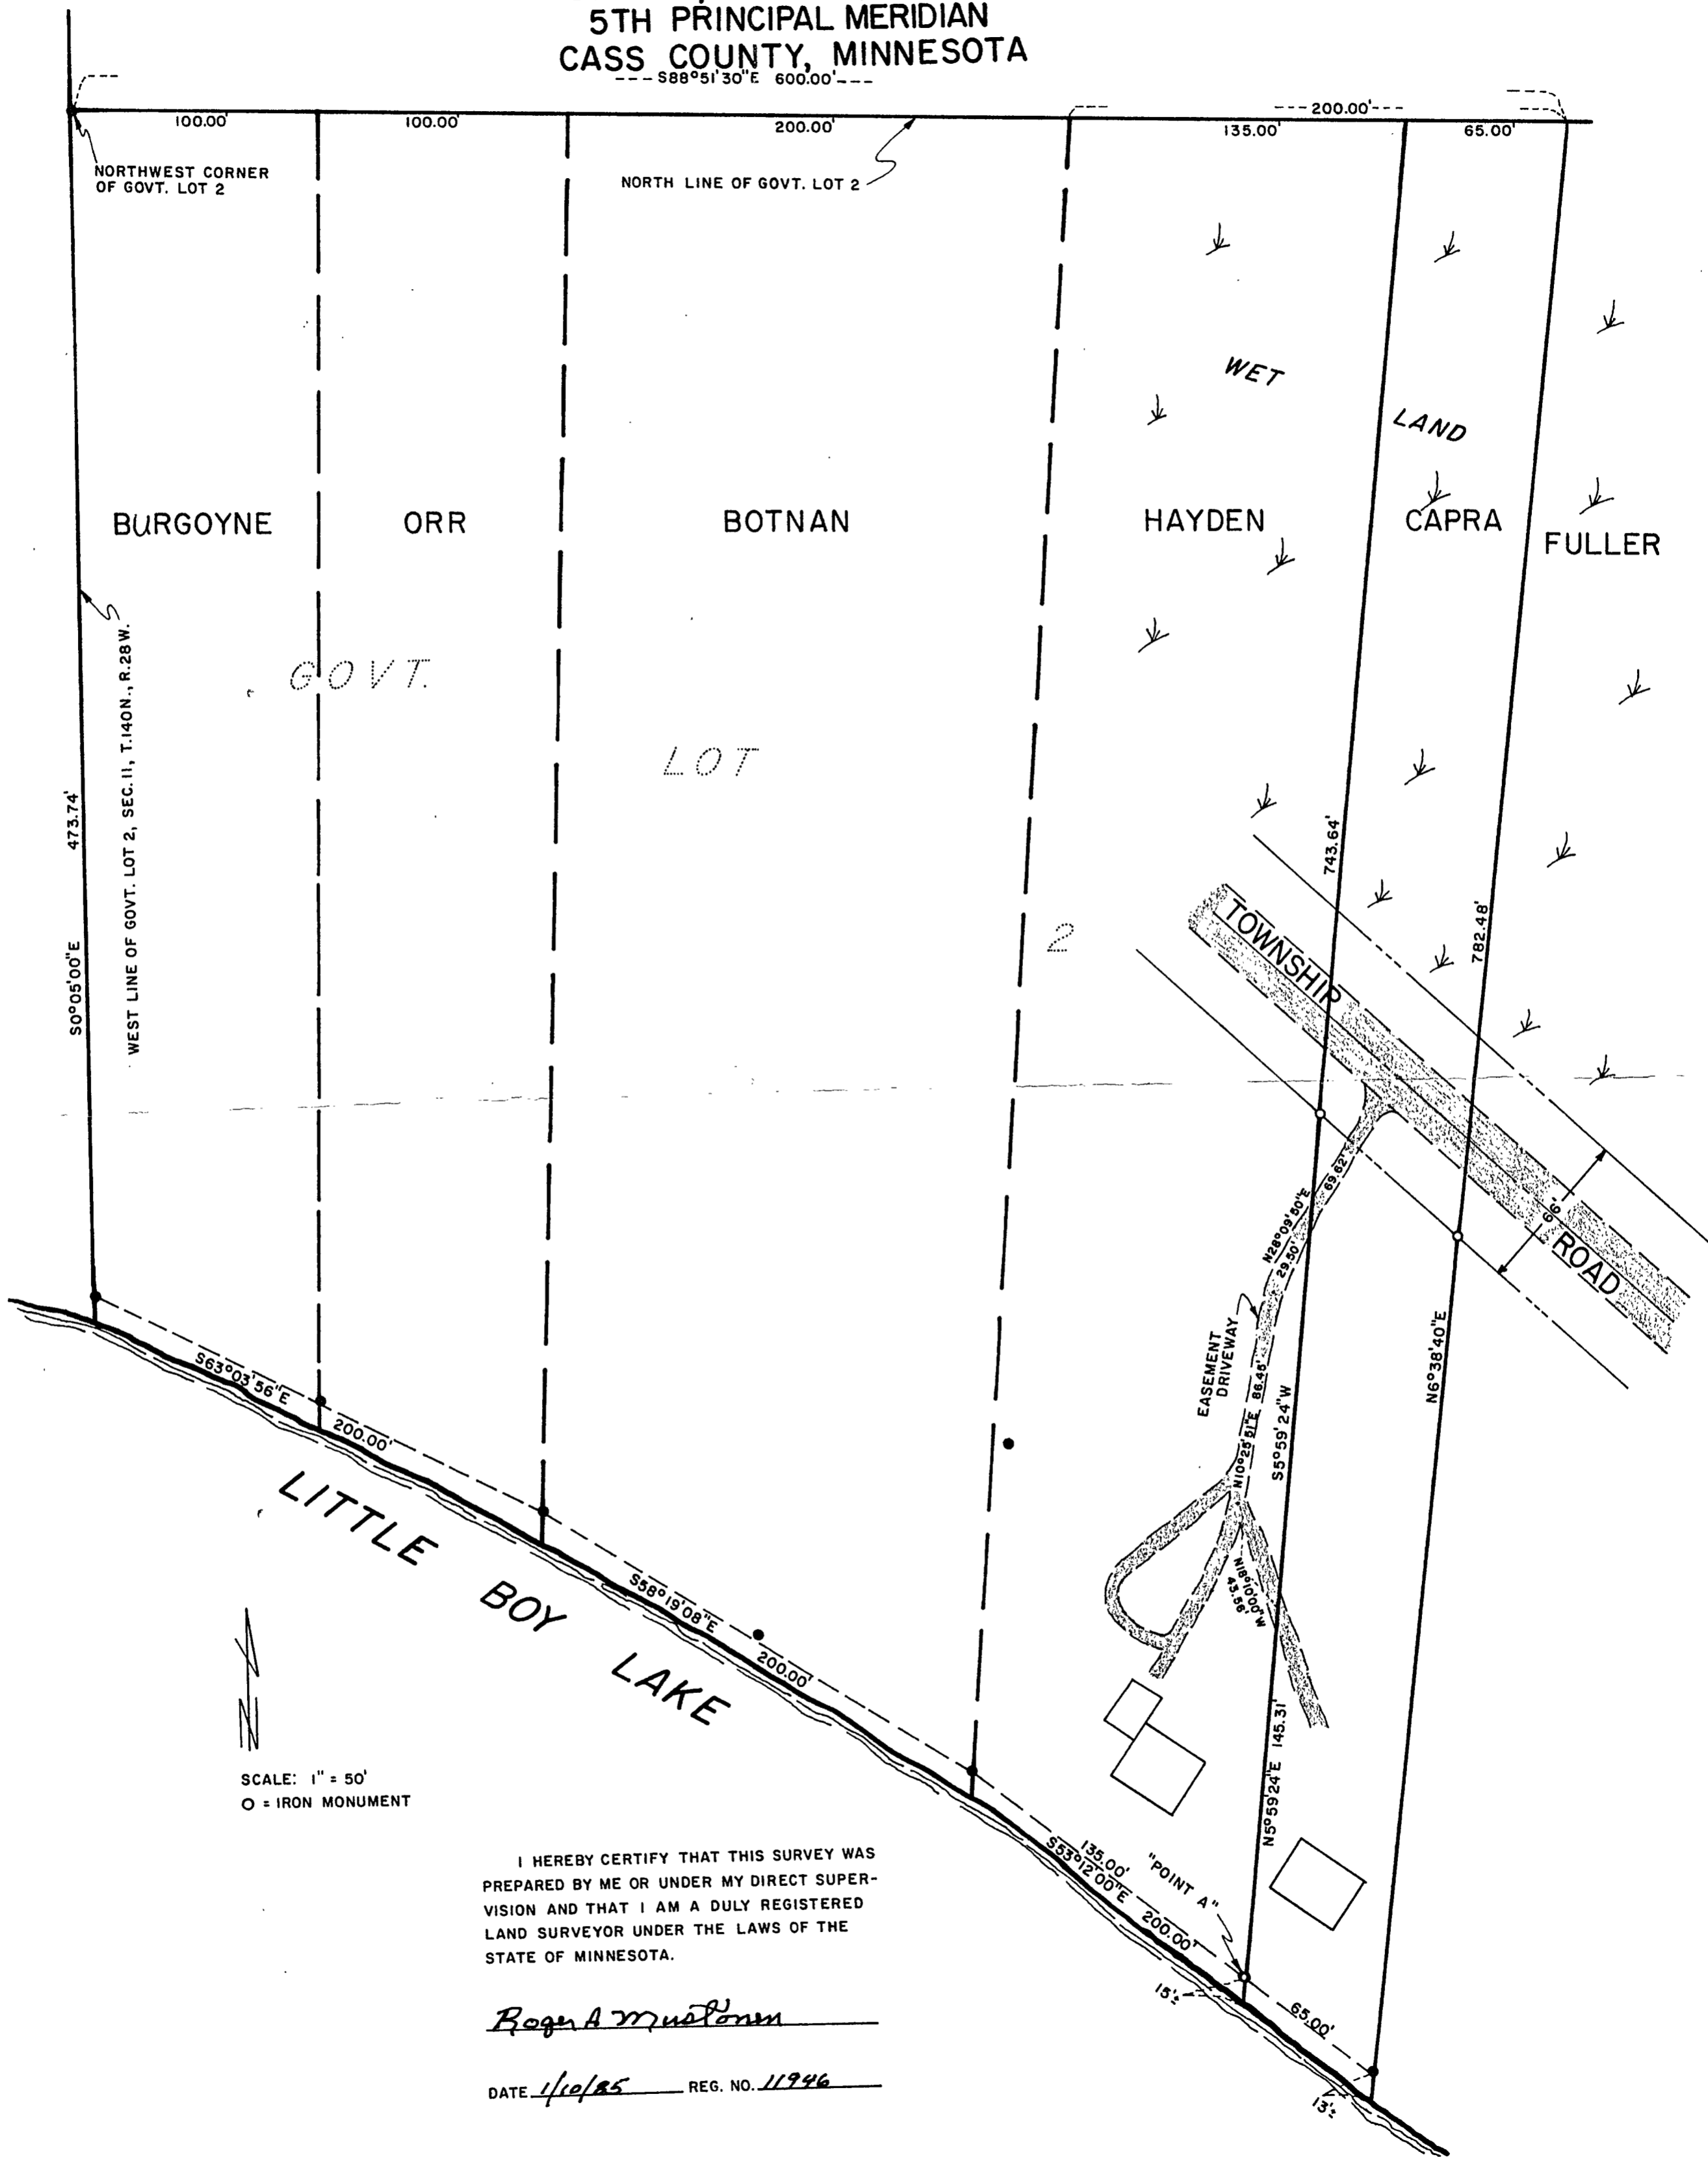 5TH PRINCIPAL MERIDIAN
CASS COUNTY, MINNESOTA
S88°51'30"E 600.00'
200.00'
100.00'
100.00'
200.00'
135.00'
65.00'
NORTHWEST CORNER
OF GOVT. LOT 2
NORTH LINE OF GOVT. LOT 2
WET
LAND
BURGOYNE
ORR
BOTNAN
HAYDEN
CAPRA
FULLER
GOVT.
LOT
2
S0°05'00"E 473.74'
WEST LINE OF GOVT. LOT 2, SEC. 11, T.140N., R.28W.
743.64'
782.48'
TOWNSHIP
ROAD
66'
69.62'
N28°09'50"E
29.50'
EASEMENT
DRIVEWAY
N10°25'51"E 86.45'
S5°59'24"W
N6°38'40"E
N18°10'00"W
43.56'
N5°59'24"E 145.31'
S63°03'56"E
200.00'
S58°19'08"E
200.00'
LITTLE BOY LAKE
135.00'
S53°12'00"E
200.00'
"POINT A"
65.00'
15'±
13'±
N
SCALE: 1" = 50'
O = IRON MONUMENT
I HEREBY CERTIFY THAT THIS SURVEY WAS
PREPARED BY ME OR UNDER MY DIRECT SUPER-
VISION AND THAT I AM A DULY REGISTERED
LAND SURVEYOR UNDER THE LAWS OF THE
STATE OF MINNESOTA.
Roger A Mustonen
DATE 1/10/85 REG. NO. 11946